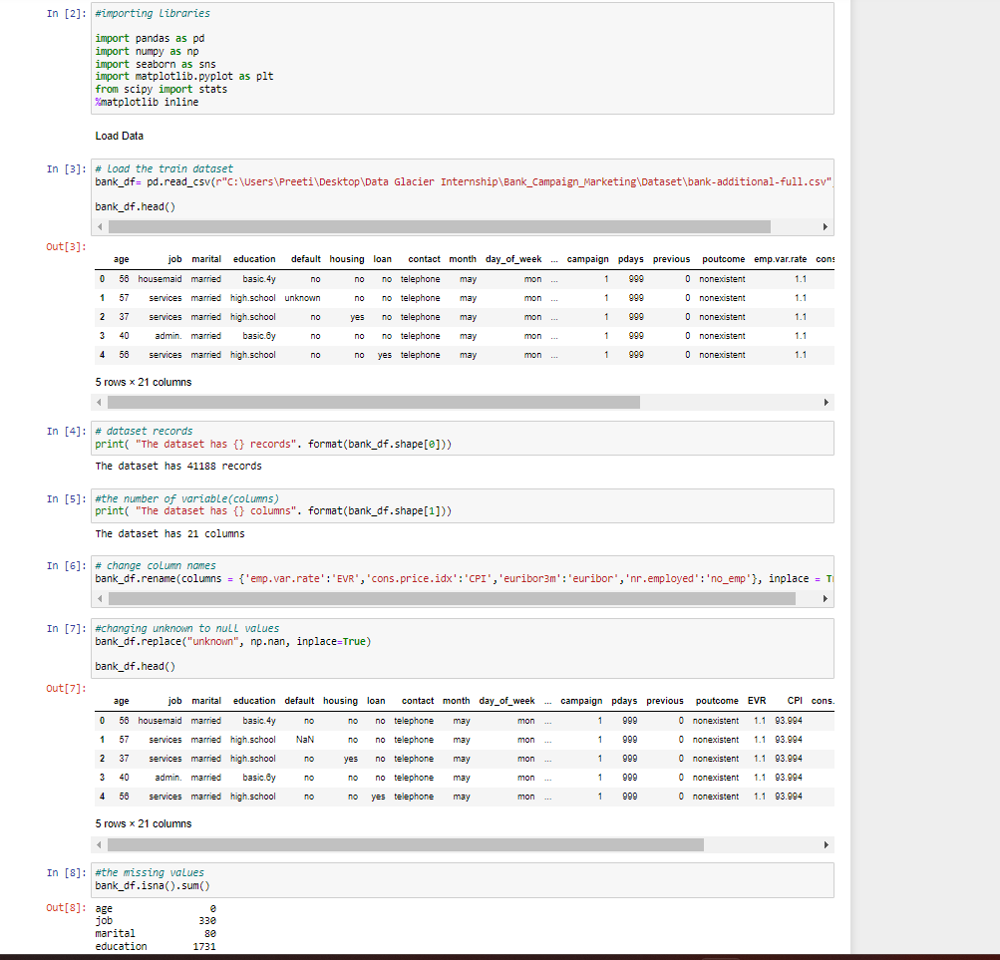 In [2]: #importing libraries
import pandas as pd
import numpy as np
import seaborn as sns
import matplotlib.pyplot as plt
from scipy import stats
%matplotlib inline
Load Data
In [3]: # load the train dataset
bank_df= pd.read_csv(r"C:\Users\Preeti\Desktop\Data Glacier Internship\Bank_Campaign_Marketing\Dataset\bank-additional-full.csv"
bank_df.head()
Out[3]:
age job marital education default housing loan contact month day_of_week ... campaign pdays previous poutcome emp.var.rate cons
0 56 housemaid married basic.4y no no no telephone may mon ... 1 999 0 nonexistent 1.1
1 57 services married high.school unknown no no telephone may mon ... 1 999 0 nonexistent 1.1
2 37 services married high.school no yes no telephone may mon ... 1 999 0 nonexistent 1.1
3 40 admin. married basic.6y no no no telephone may mon ... 1 999 0 nonexistent 1.1
4 56 services married high.school no no yes telephone may mon ... 1 999 0 nonexistent 1.1
5 rows × 21 columns
In [4]: # dataset records
print( "The dataset has {} records". format(bank_df.shape[0]))
The dataset has 41188 records
In [5]: #the number of variable(columns)
print( "The dataset has {} columns". format(bank_df.shape[1]))
The dataset has 21 columns
In [6]: # change column names
bank_df.rename(columns = {'emp.var.rate':'EVR','cons.price.idx':'CPI','euribor3m':'euribor','nr.employed':'no_emp'}, inplace = T
In [7]: #changing unknown to null values
bank_df.replace("unknown", np.nan, inplace=True)
bank_df.head()
Out[7]:
age job marital education default housing loan contact month day_of_week ... campaign pdays previous poutcome EVR CPI cons.
0 56 housemaid married basic.4y no no no telephone may mon ... 1 999 0 nonexistent 1.1 93.994
1 57 services married high.school NaN no no telephone may mon ... 1 999 0 nonexistent 1.1 93.994
2 37 services married high.school no yes no telephone may mon ... 1 999 0 nonexistent 1.1 93.994
3 40 admin. married basic.6y no no no telephone may mon ... 1 999 0 nonexistent 1.1 93.994
4 56 services married high.school no no yes telephone may mon ... 1 999 0 nonexistent 1.1 93.994
5 rows × 21 columns
In [8]: #the missing values
bank_df.isna().sum()
Out[8]: age 0
job 330
marital 80
education 1731